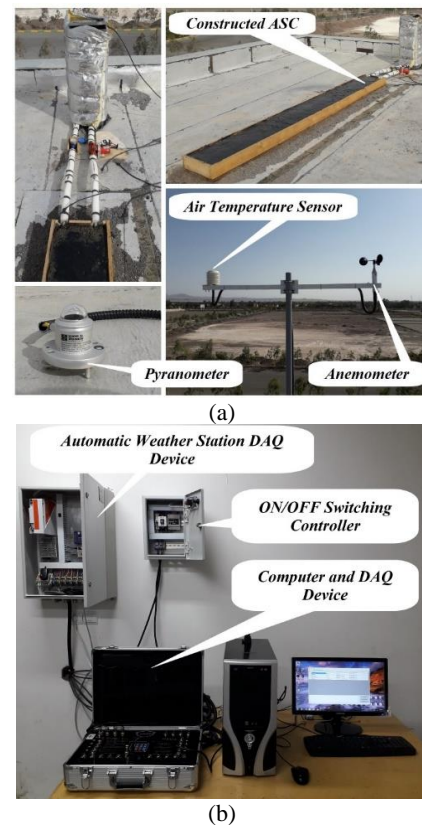 Constructed ASC
Air Temperature Sensor
Pyranometer
Anemometer
(a)
Automatic Weather Station DAQ
Device
ON/OFF Switching
Controller
Computer and DAQ
Device
(b)